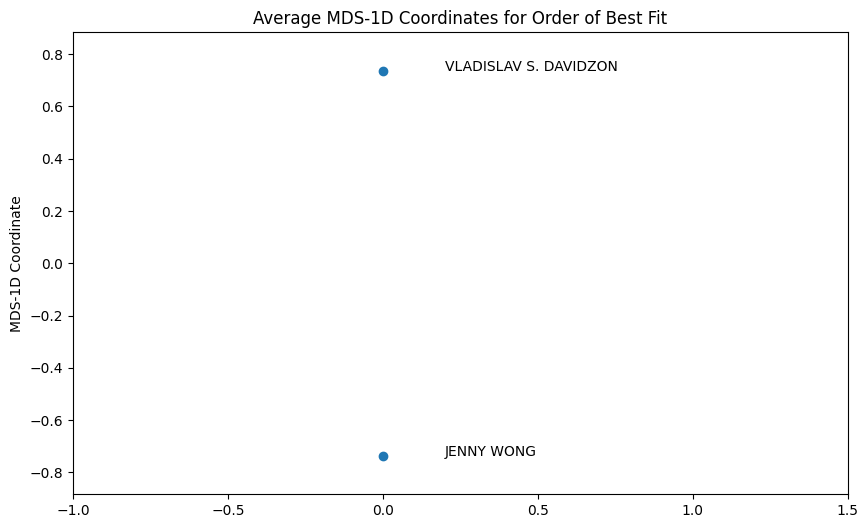 Average MDS-1D Coordinates for Order of Best Fit
MDS-1D Coordinate
0.8
0.6
0.4
0.2
0.0
−0.2
−0.4
−0.6
−0.8
VLADISLAV S. DAVIDZON
JENNY WONG
−1.0 −0.5 0.0 0.5 1.0 1.5